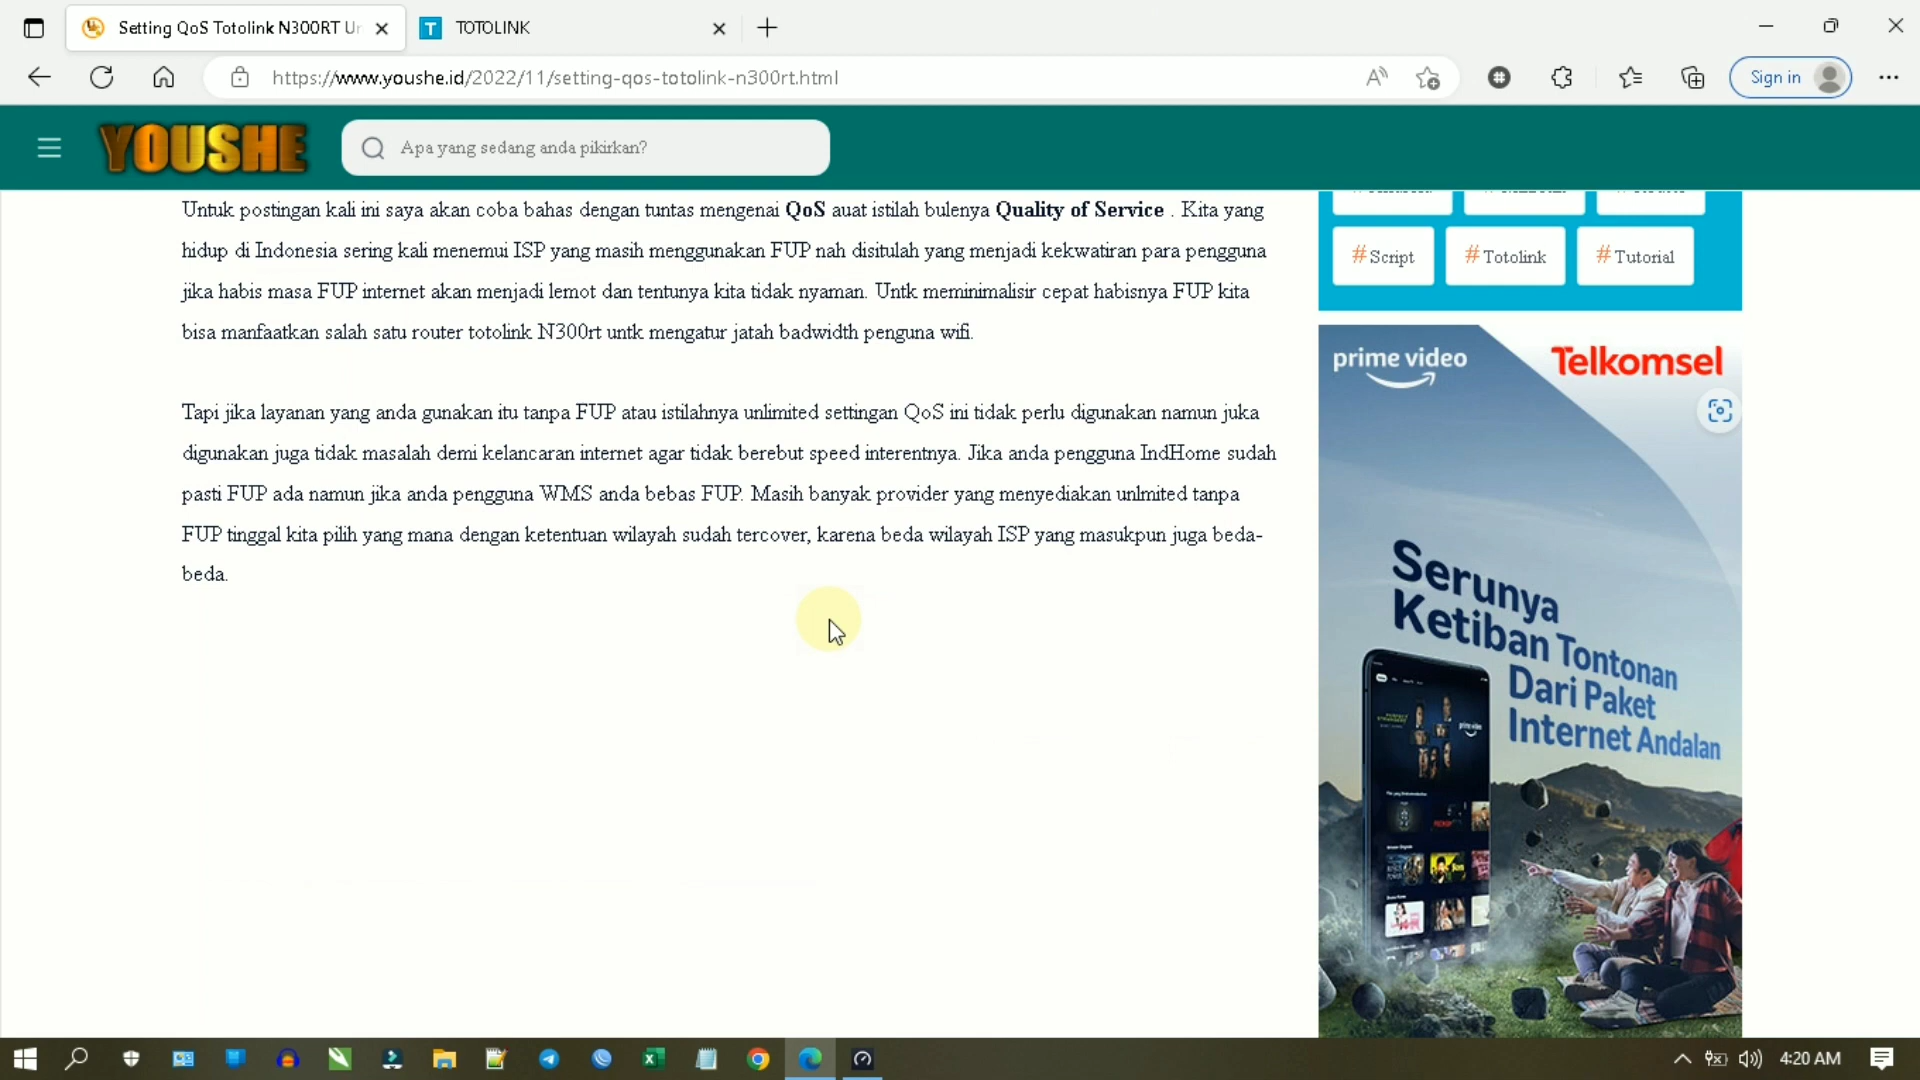 Setting QoS Totolink N300RT Ur
T TOTOLINK
https://www.youshe.id/2022/11/setting-qos-totolink-n300rt.html
Sign in
YOUSHE
Apa yang sedang anda pikirkan?
Untuk postingan kali ini saya akan coba bahas dengan tuntas mengenai QoS auat istilah bulenya Quality of Service . Kita yang
hidup di Indonesia sering kali menemui ISP yang masih menggunakan FUP nah disitulah yang menjadi kekwatiran para pengguna
jika habis masa FUP internet akan menjadi lemot dan tentunya kita tidak nyaman. Untk meminimalisir cepat habisnya FUP kita
bisa manfaatkan salah satu router totolink N300rt untk mengatur jatah badwidth penguna wifi.
Tapi jika layanan yang anda gunakan itu tanpa FUP atau istilahnya unlimited settingan QoS ini tidak perlu digunakan namun juka
digunakan juga tidak masalah demi kelancaran internet agar tidak berebut speed interentnya. Jika anda pengguna IndHome sudah
pasti FUP ada namun jika anda pengguna WMS anda bebas FUP. Masih banyak provider yang menyediakan unlmited tanpa
FUP tinggal kita pilih yang mana dengan ketentuan wilayah sudah tercover, karena beda wilayah ISP yang masukpun juga beda-
beda.
#Script #Totolink #Tutorial
prime video Telkomsel
Serunya
Ketiban Tontonan
Dari Paket
Internet Andalan
4:20 AM